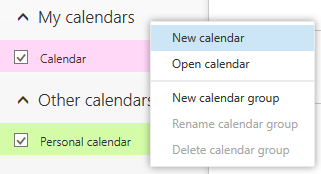 My calendars
Calendar
Other calendars
Personal calendar
New calendar
Open calendar
New calendar group
Rename calendar group
Delete calendar group